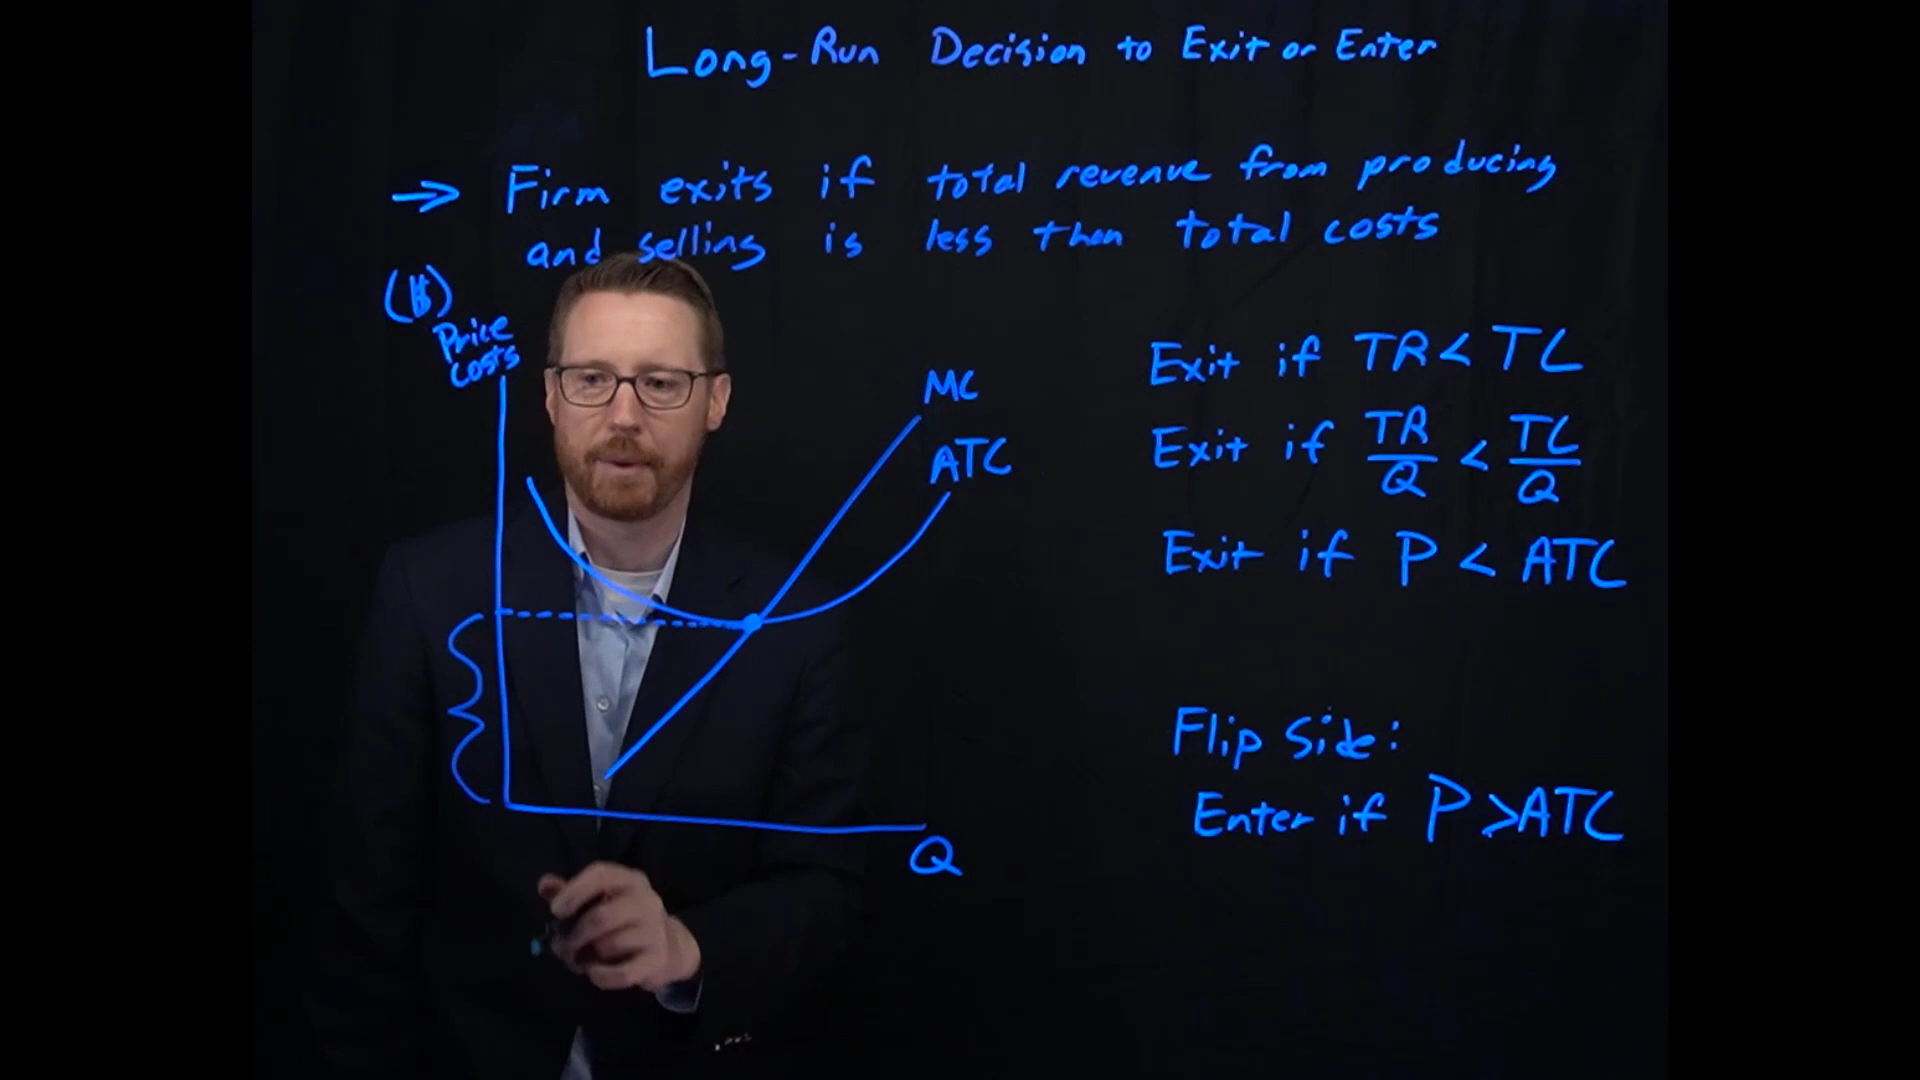 Long-Run Decision to Exit or Enter
→ Firm exits if total revenue from producing
and selling is less than total costs
($)
Price
Costs
MC
ATC
Q
Exit if TR < TC
Exit if TR/Q < TC/Q
Exit if P < ATC
Flip Side:
Enter if P > ATC